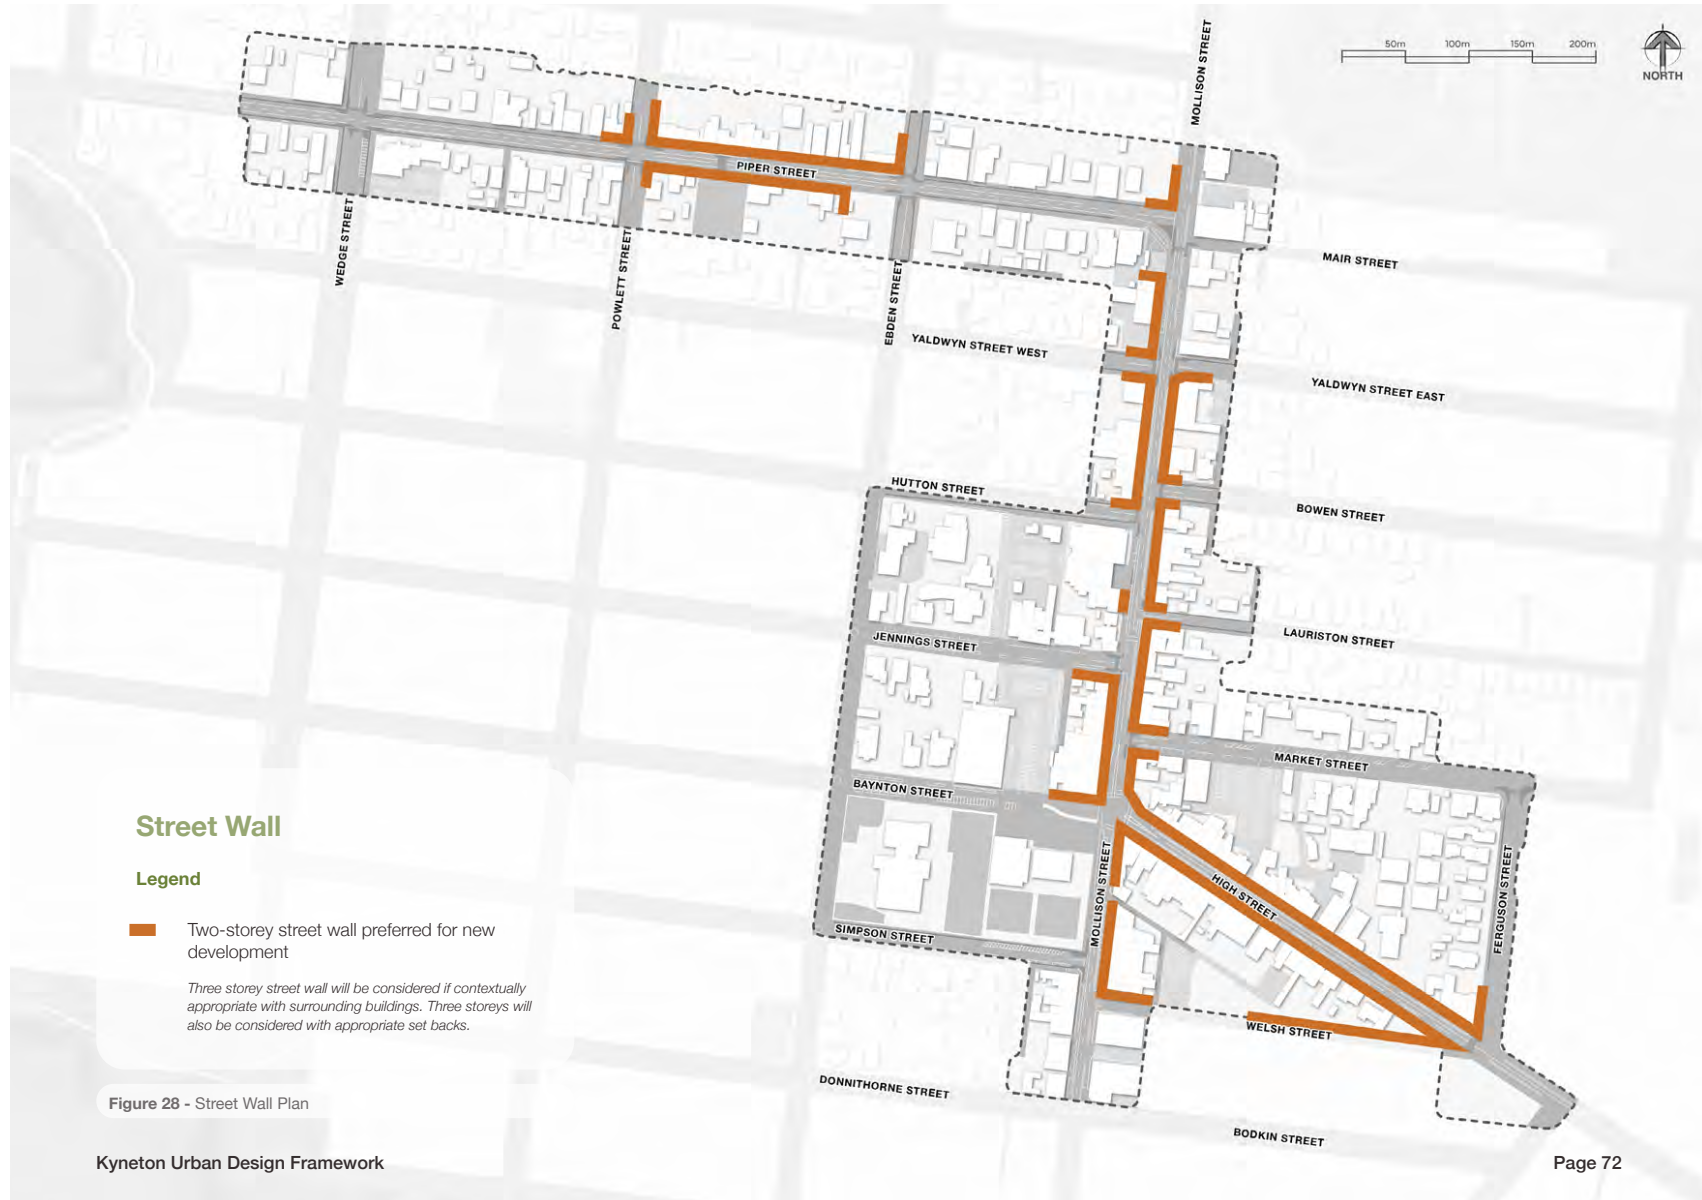 MOLLISON STREET
50m 100m 150m 200m
NORTH
PIPER STREET
WEDGE STREET
POWLETT STREET
EBDEN STREET
MAIR STREET
YALDWYN STREET WEST
YALDWYN STREET EAST
HUTTON STREET
BOWEN STREET
JENNINGS STREET
LAURISTON STREET
MARKET STREET
BAYNTON STREET
MOLLISON STREET
HIGH STREET
FERGUSON STREET
SIMPSON STREET
WELSH STREET
DONNITHORNE STREET
BODKIN STREET
Street Wall
Legend
Two-storey street wall preferred for new
development
Three storey street wall will be considered if contextually
appropriate with surrounding buildings. Three storeys will
also be considered with appropriate set backs.
Figure 28 - Street Wall Plan
Kyneton Urban Design Framework
Page 72